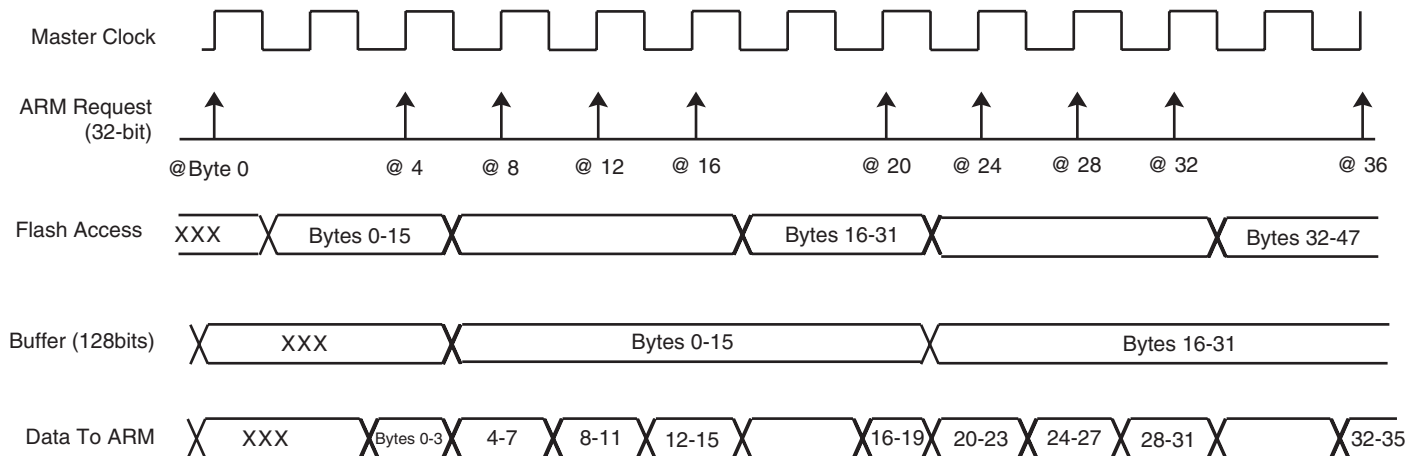 Master Clock
ARM Request
(32-bit)
@Byte 0 @ 4 @ 8 @ 12 @ 16 @ 20 @ 24 @ 28 @ 32 @ 36
Flash Access XXX Bytes 0-15 Bytes 16-31 Bytes 32-47
Buffer (128bits) XXX Bytes 0-15 Bytes 16-31
Data To ARM XXX Bytes 0-3 4-7 8-11 12-15 16-19 20-23 24-27 28-31 32-35